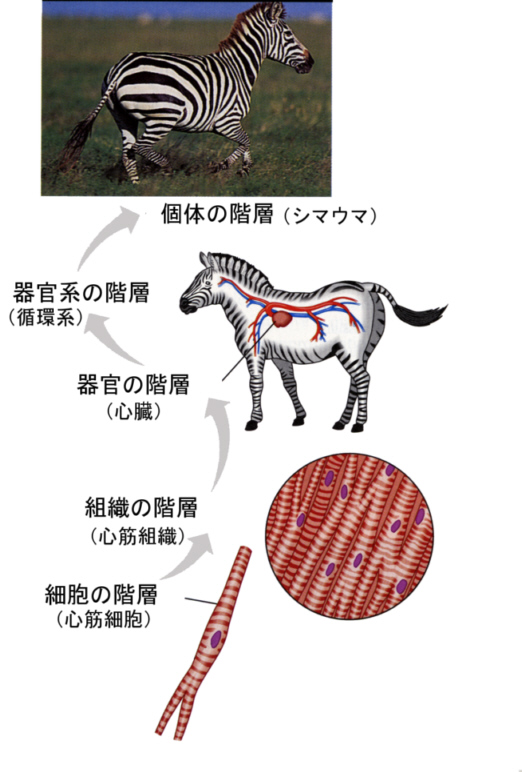 個体の階層(シマウマ)
器官系の階層
(循環系)
器官の階層
(心臓)
組織の階層
(心筋組織)
細胞の階層
(心筋細胞)